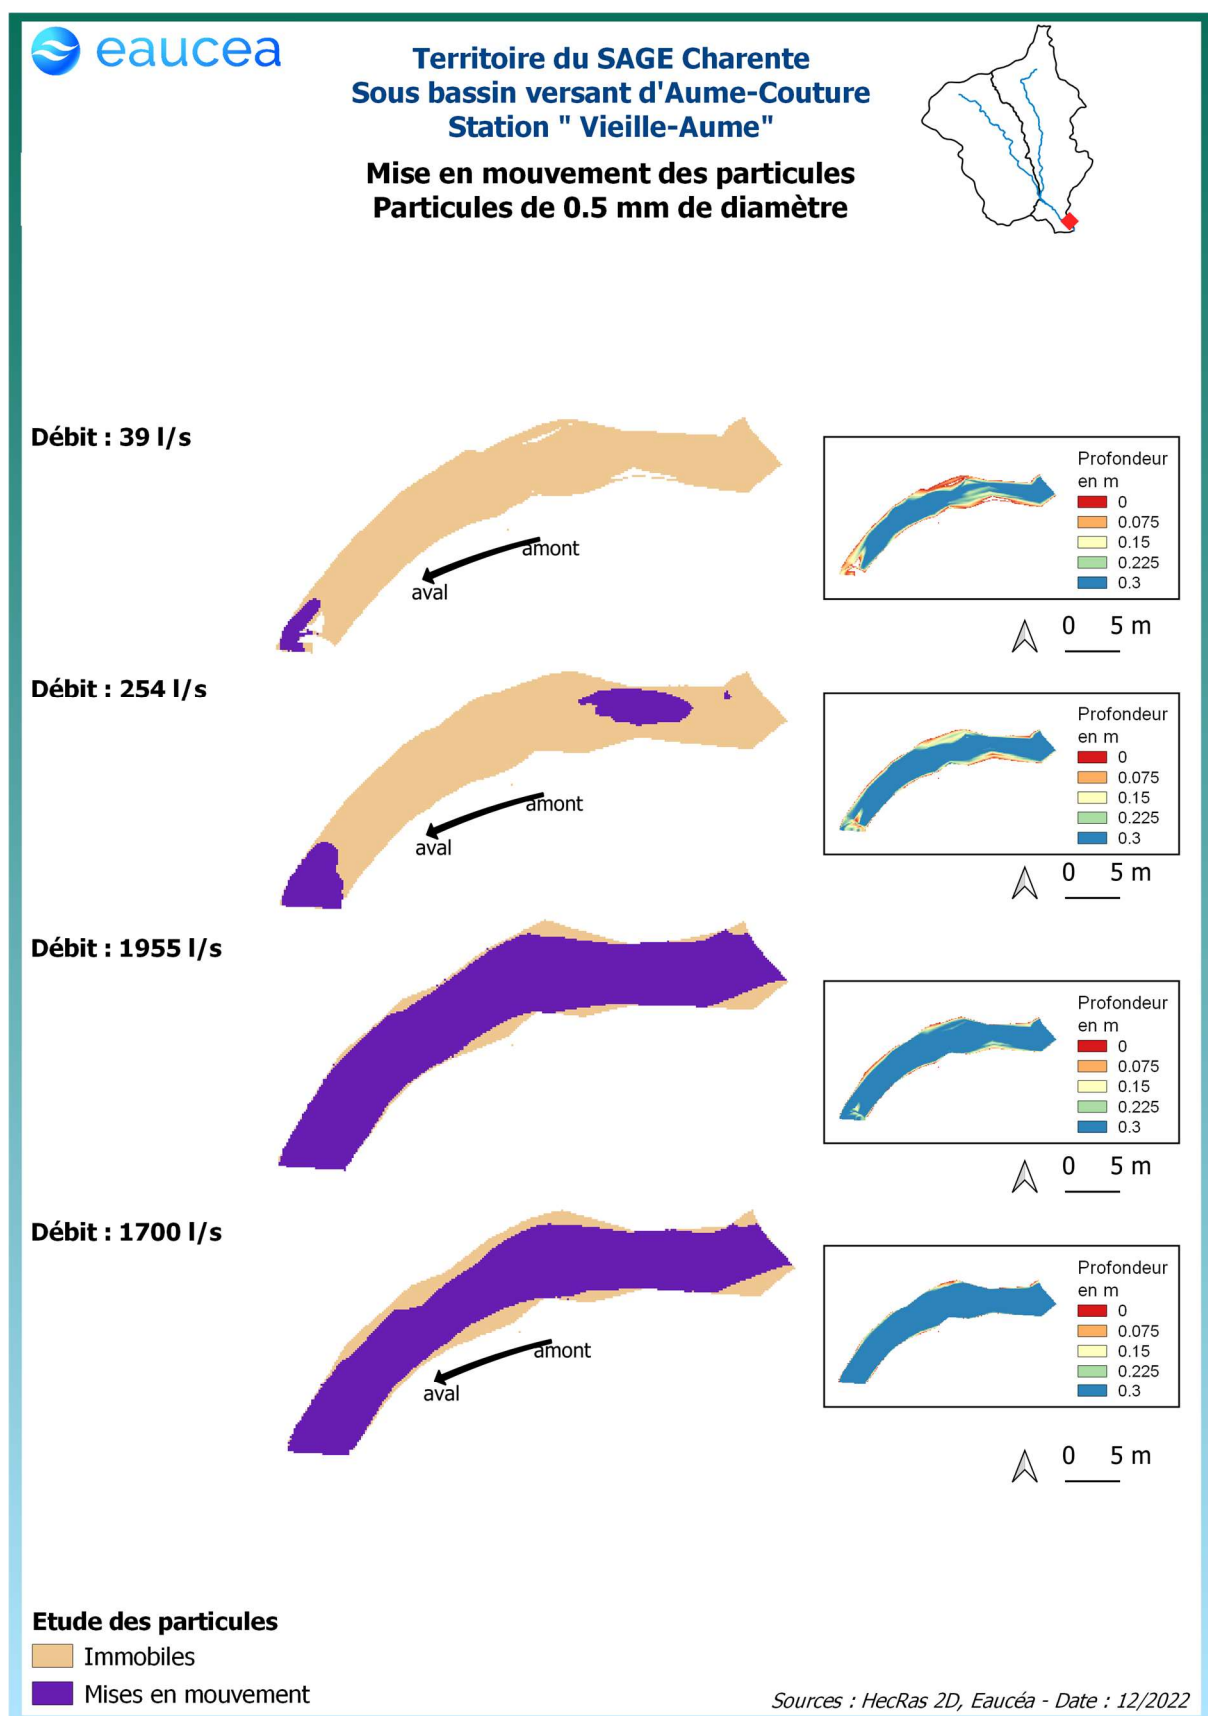 eaucea
Territoire du SAGE Charente
Sous bassin versant d'Aume-Couture
Station " Vieille-Aume"
Mise en mouvement des particules
Particules de 0.5 mm de diamètre
Débit : 39 l/s
amont
aval
Profondeur
en m
0
0.075
0.15
0.225
0.3
0 5 m
Débit : 254 l/s
amont
aval
Profondeur
en m
0
0.075
0.15
0.225
0.3
0 5 m
Débit : 1955 l/s
Profondeur
en m
0
0.075
0.15
0.225
0.3
0 5 m
Débit : 1700 l/s
amont
aval
Profondeur
en m
0
0.075
0.15
0.225
0.3
0 5 m
Etude des particules
Immobiles
Mises en mouvement
Sources : HecRas 2D, Eaucéa - Date : 12/2022